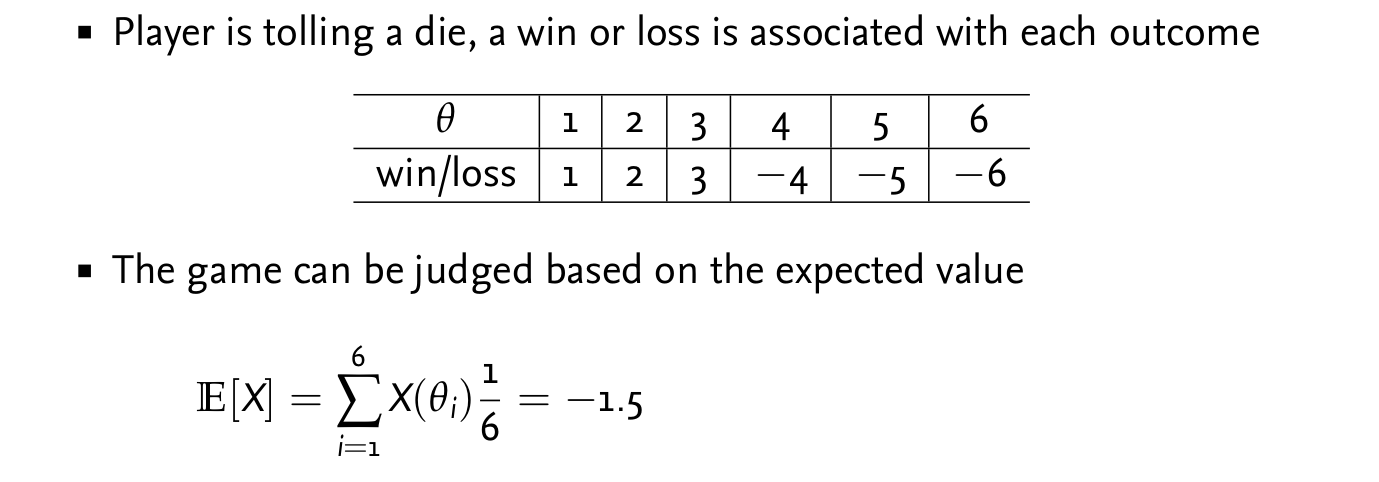 ▪ Player is tolling a die, a win or loss is associated with each outcome
θ 1 2 3 4 5 6
win/loss 1 2 3 −4 −5 −6
▪ The game can be judged based on the expected value
𝔼[X] = ∑_{i=1}^{6} X(θ_i) 1/6 = −1.5